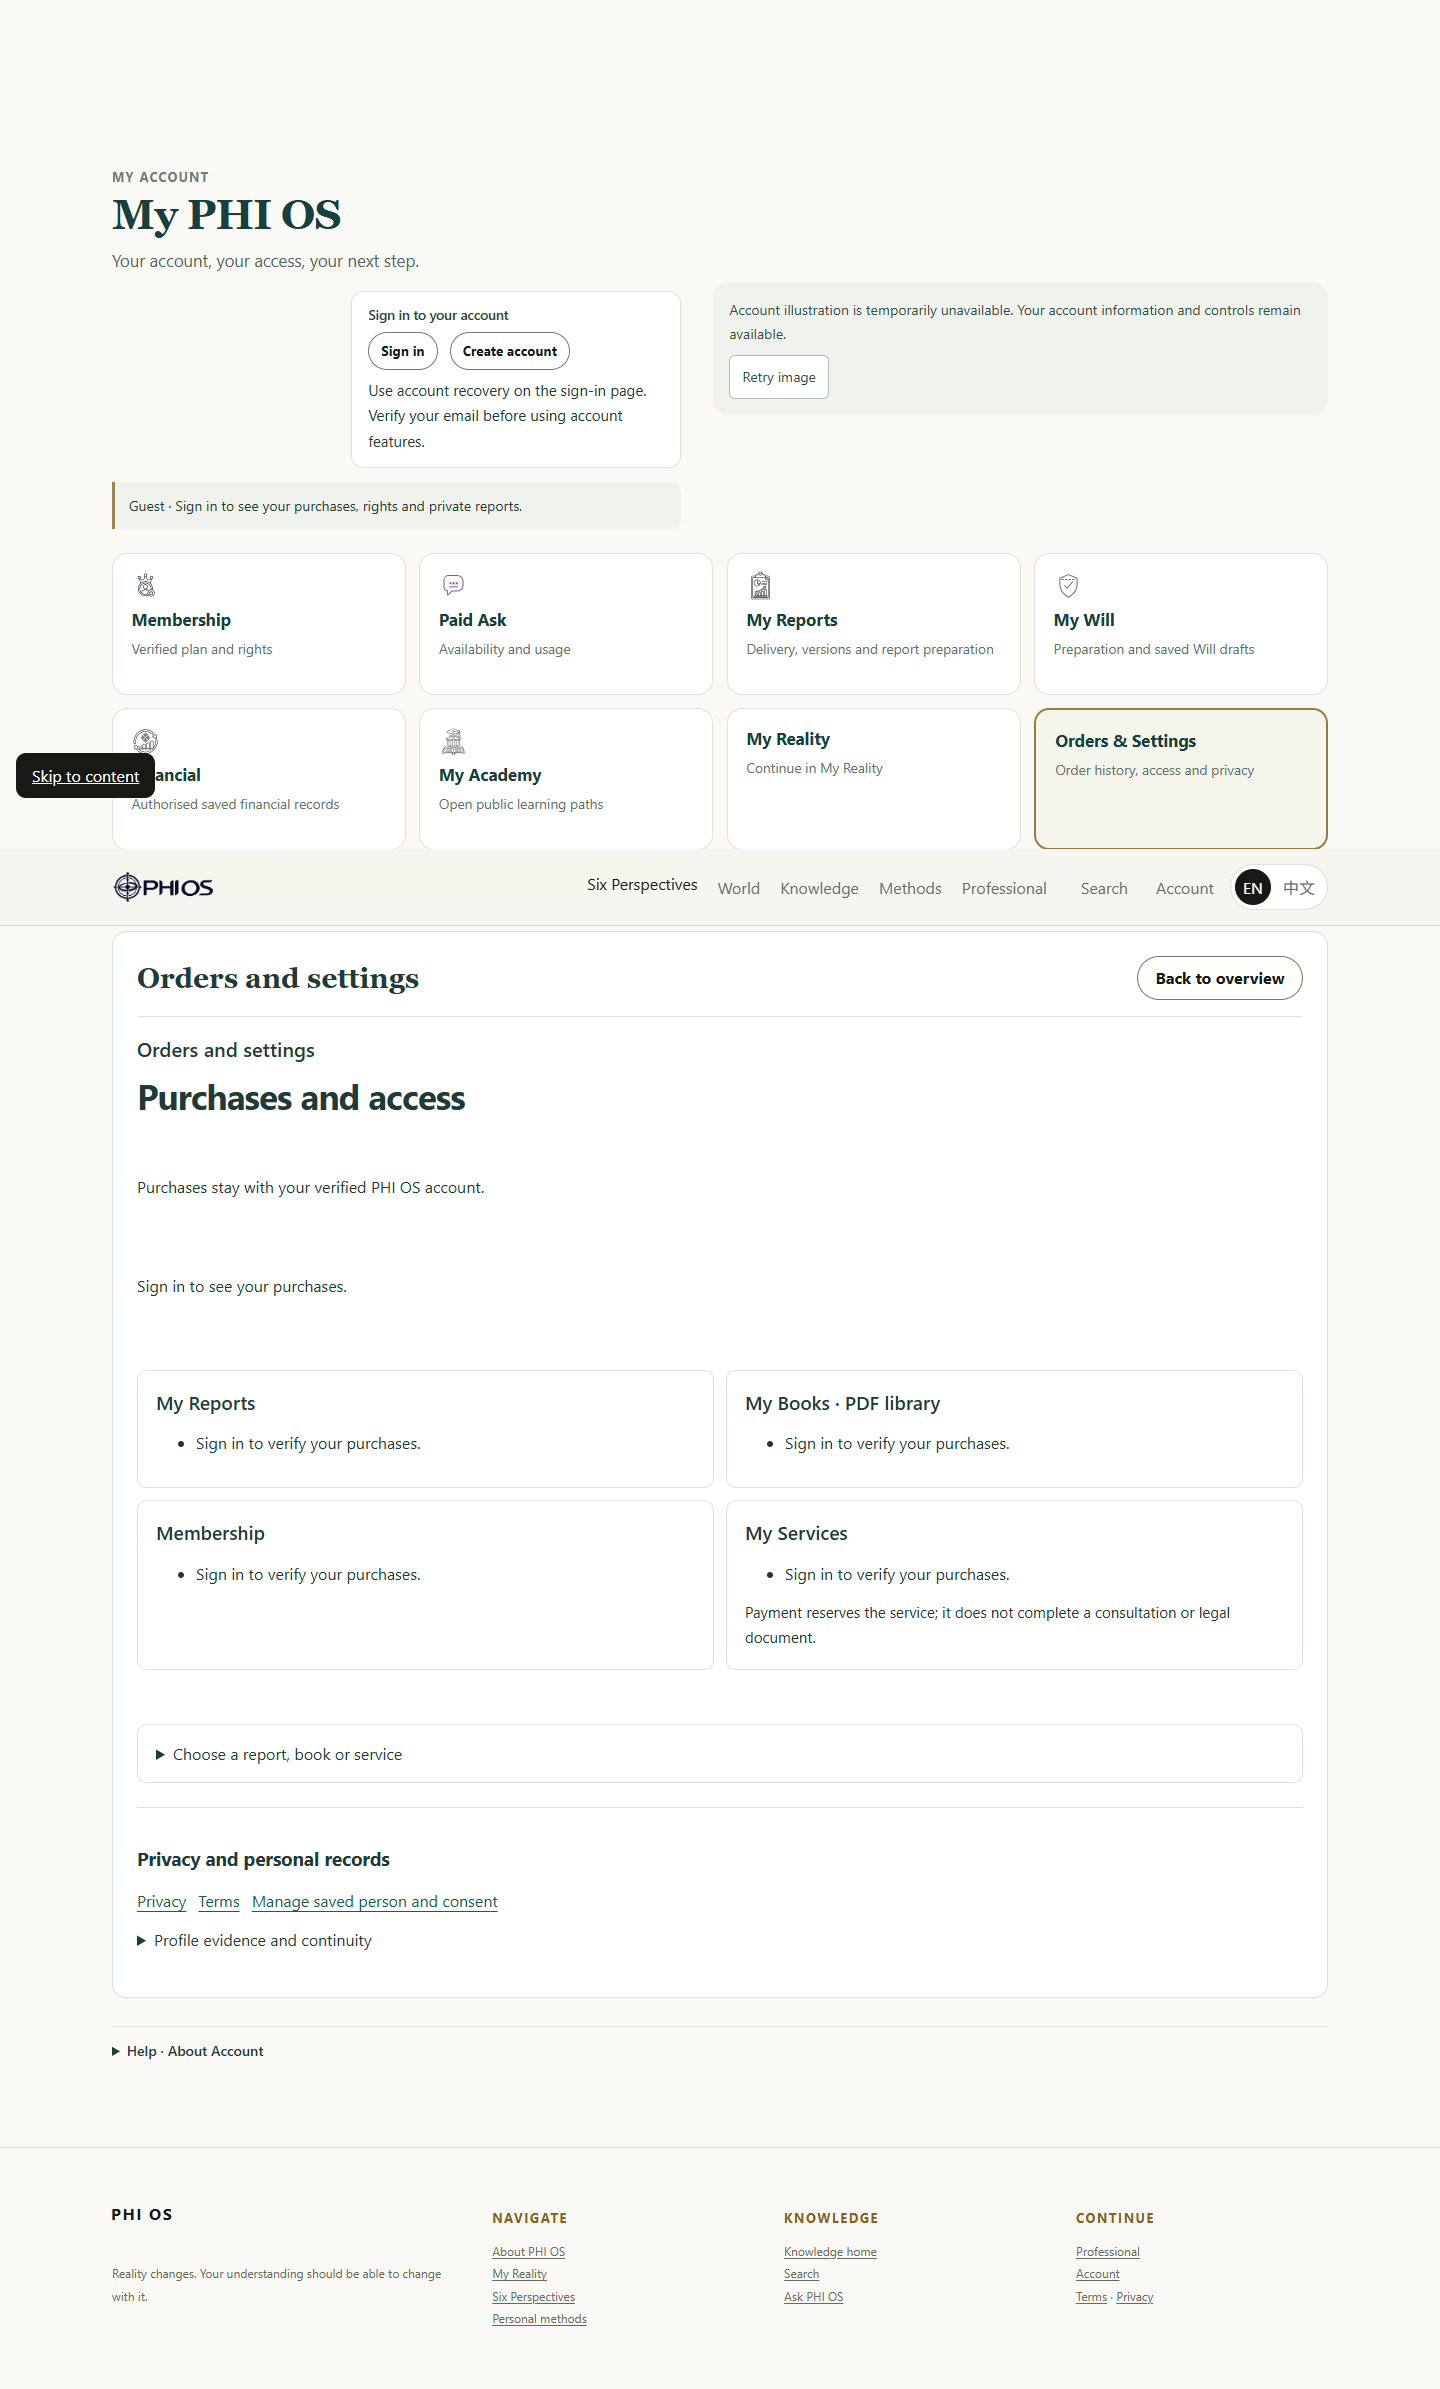 MY ACCOUNT
My PHI OS
Your account, your access, your next step.
Sign in to your account
Sign in
Create account
Use account recovery on the sign-in page.
Verify your email before using account
features.
Account illustration is temporarily unavailable. Your account information and controls remain
available.
Retry image
Guest · Sign in to see your purchases, rights and private reports.
Membership
Verified plan and rights
Paid Ask
Availability and usage
My Reports
Delivery, versions and report preparation
My Will
Preparation and saved Will drafts
ancial
Authorised saved financial records
My Academy
Open public learning paths
My Reality
Continue in My Reality
Orders & Settings
Order history, access and privacy
Skip to content
PHI OS
Six Perspectives
World
Knowledge
Methods
Professional
Search
Account
EN
中文
Orders and settings
Back to overview
Orders and settings
Purchases and access
Purchases stay with your verified PHI OS account.
Sign in to see your purchases.
My Reports
• Sign in to verify your purchases.
My Books · PDF library
• Sign in to verify your purchases.
Membership
• Sign in to verify your purchases.
My Services
• Sign in to verify your purchases.
Payment reserves the service; it does not complete a consultation or legal
document.
Choose a report, book or service
Privacy and personal records
Privacy Terms Manage saved person and consent
Profile evidence and continuity
Help · About Account
PHI OS
Reality changes. Your understanding should be able to change
with it.
NAVIGATE
About PHI OS
My Reality
Six Perspectives
Personal methods
KNOWLEDGE
Knowledge home
Search
Ask PHI OS
CONTINUE
Professional
Account
Terms · Privacy